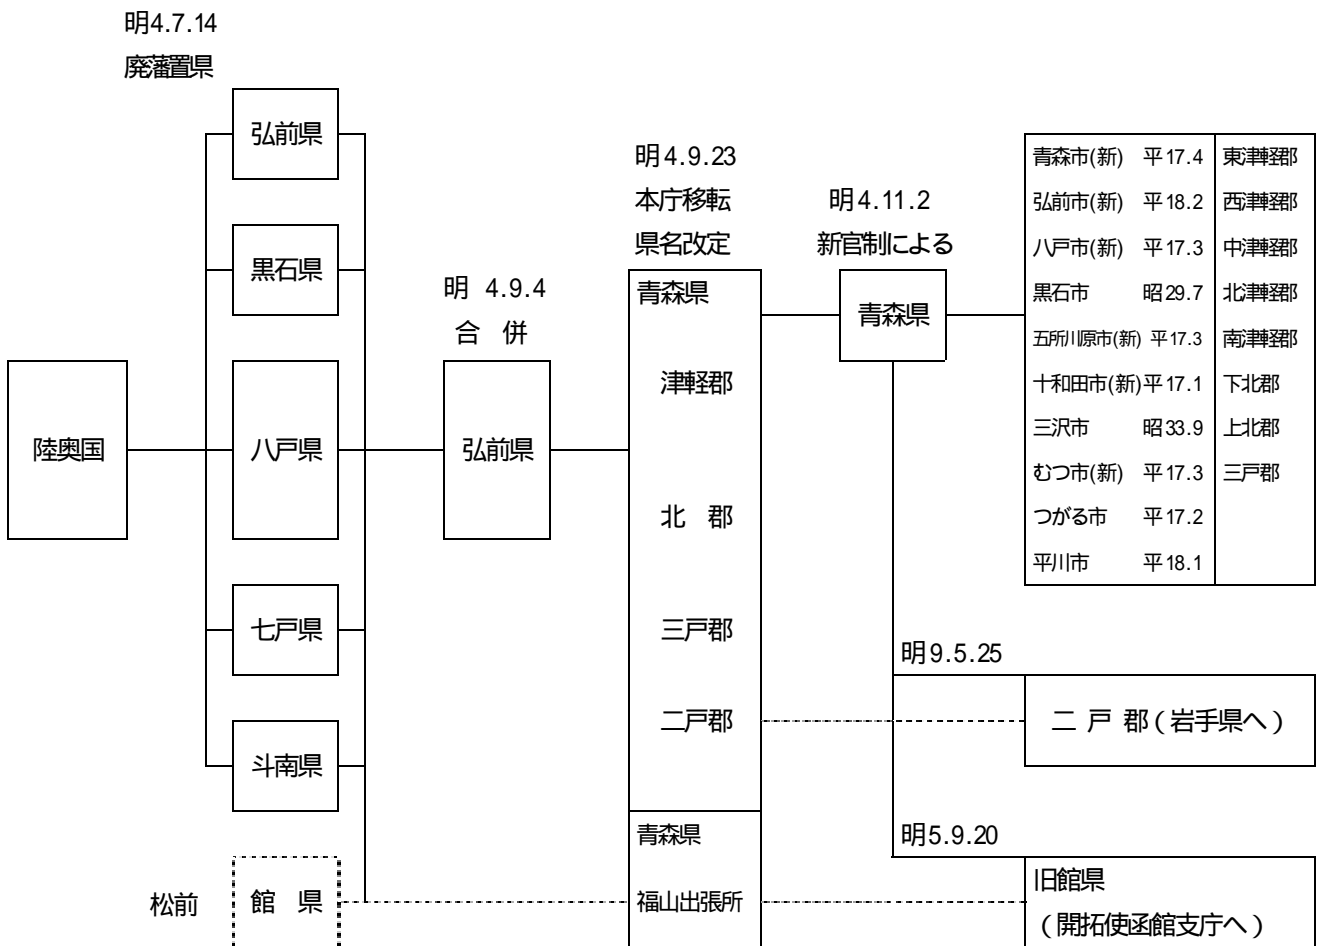 明4.7.14
廃藩置県
弘前県
黒石県
八戸県
七戸県
斗南県
松前
館 県
陸奥国
明 4.9.4
合 併
弘前県
明4.9.23
本庁移転
県名改定
青森県
津軽郡
北 郡
三戸郡
二戸郡
青森県
福山出張所
明4.11.2
新官制による
青森県
青森市(新) 平17.4 東津軽郡
弘前市(新) 平18.2 西津軽郡
八戸市(新) 平17.3 中津軽郡
黒石市 昭29.7 北津軽郡
五所川原市(新) 平17.3 南津軽郡
十和田市(新) 平17.1 下北郡
三沢市 昭33.9 上北郡
むつ市(新) 平17.3 三戸郡
つがる市 平17.2
平川市 平18.1
明9.5.25
二 戸 郡(岩手県へ)
明5.9.20
旧館県
(開拓使函館支庁へ)